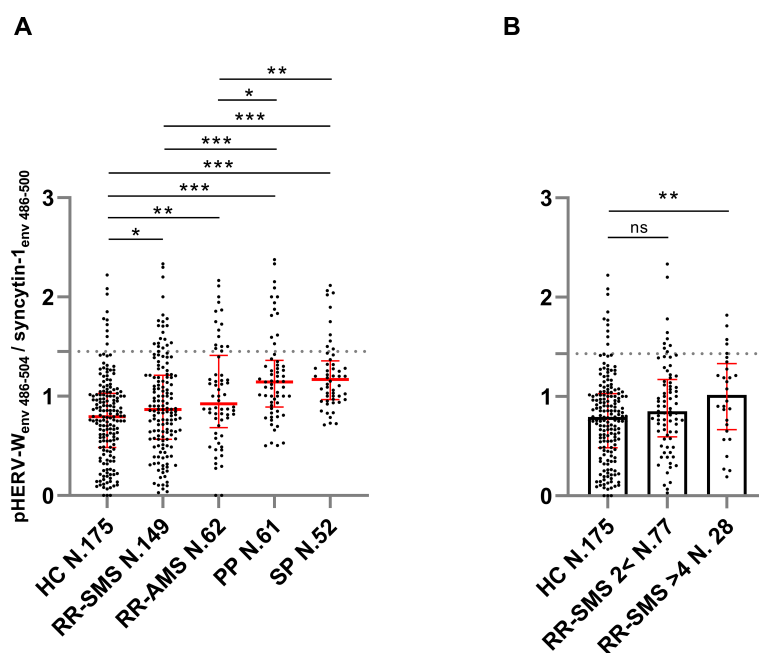 A
B
**
*
***
***
***
***
**
*
**
ns
pHERV-Wenv 486-504 / syncytin-1env 486-500
3
2
1
0
3
2
1
0
HC N.175
RR-SMS N.149
RR-AMS N.62
PP N.61
SP N.52
HC N.175
RR-SMS 2< N.77
RR-SMS >4 N. 28